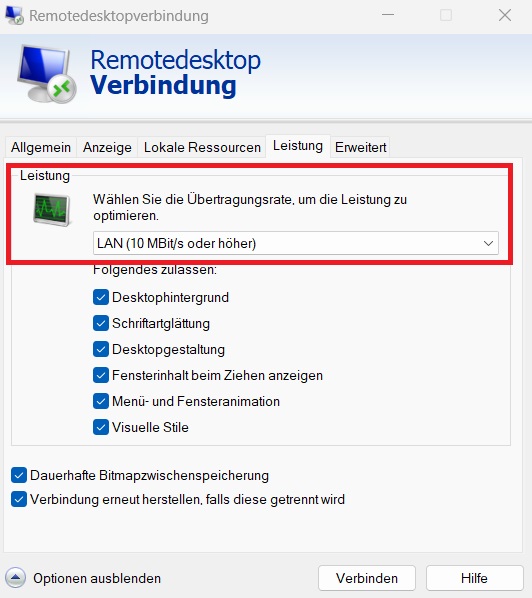 Remotedesktopverbindung
Remotedesktop
Verbindung
Allgemein Anzeige Lokale Ressourcen Leistung Erweitert
Leistung
Wählen Sie die Übertragungsrate, um die Leistung zu
optimieren.
LAN (10 MBit/s oder höher)
Folgendes zulassen:
Desktophintergrund
Schriftartglättung
Desktopgestaltung
Fensterinhalt beim Ziehen anzeigen
Menü- und Fensteranimation
Visuelle Stile
Dauerhafte Bitmapzwischenspeicherung
Verbindung erneut herstellen, falls diese getrennt wird
Optionen ausblenden Verbinden Hilfe